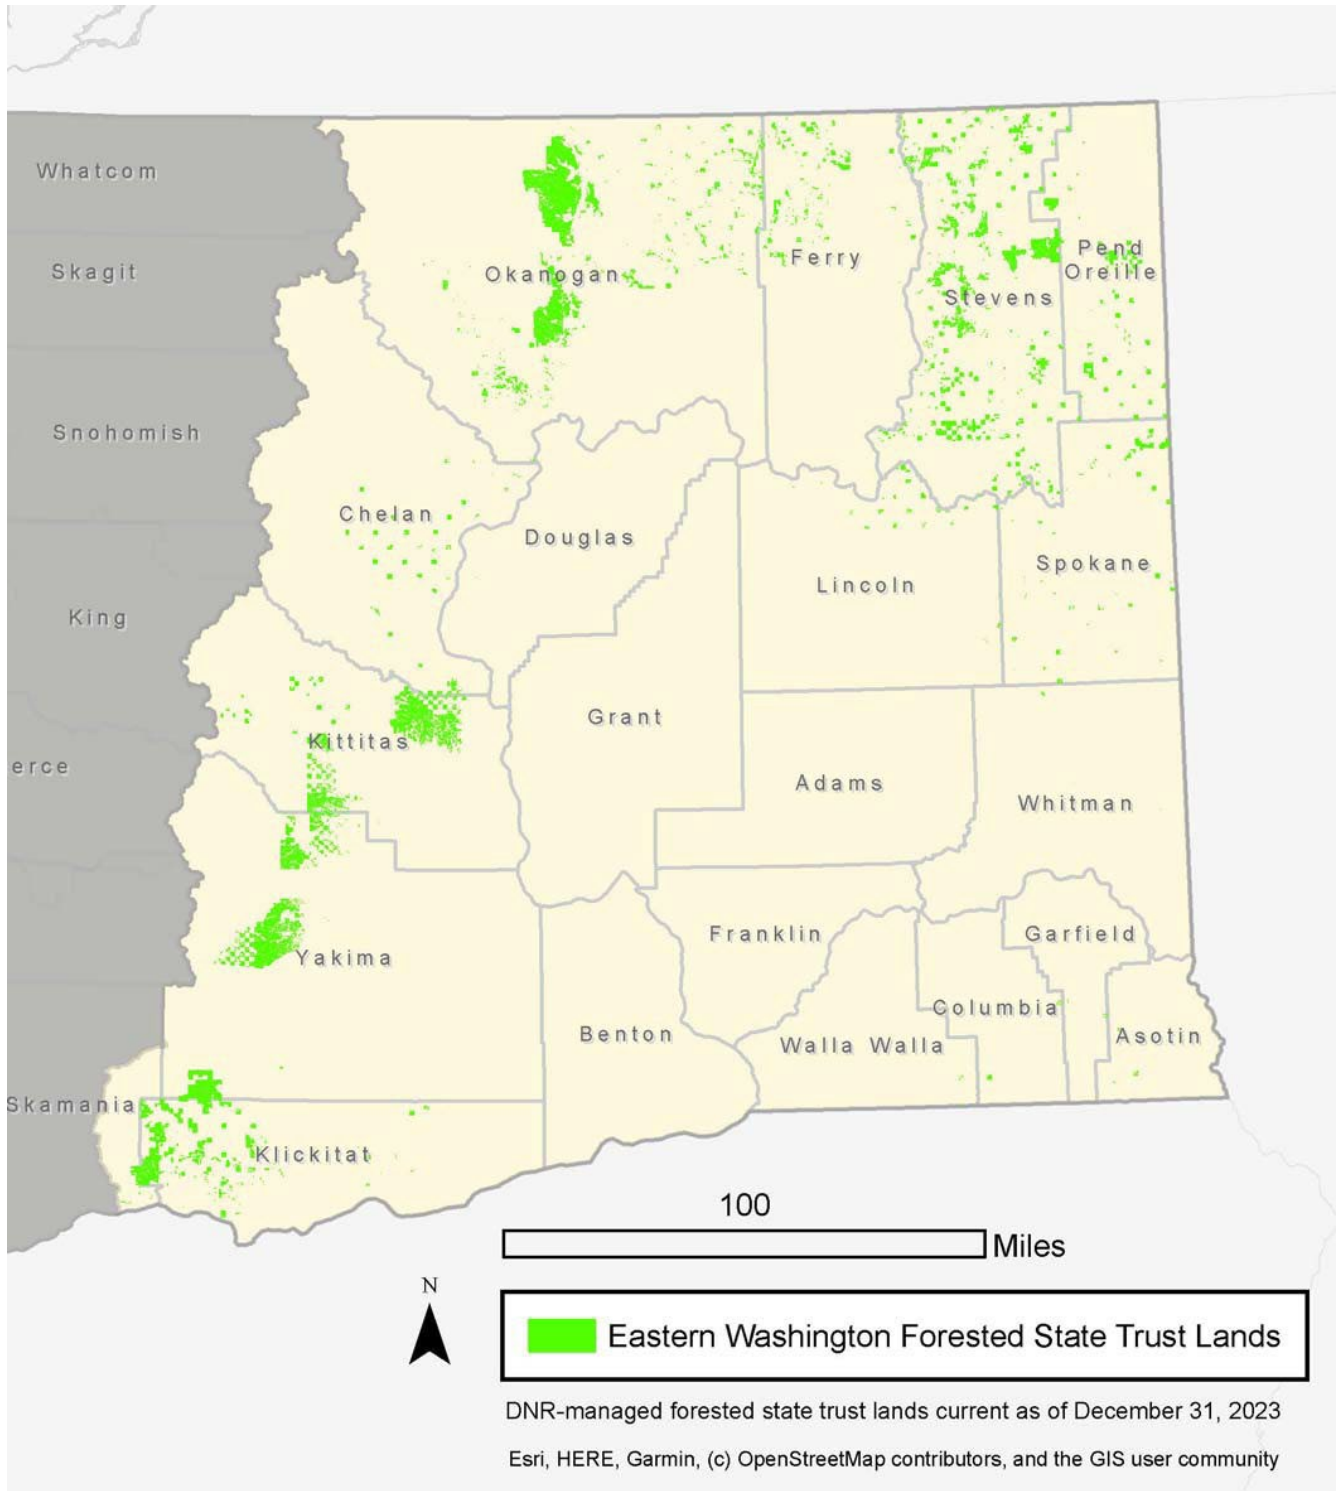 Whatcom
Skagit
Okanogan
Ferry
Pend
Oreille
Stevens
Snohomish
Chelan
Douglas
Lincoln
Spokane
King
Grant
Kittitas
erce
Adams
Whitman
Franklin
Garfield
Yakima
Columbia
Benton
Walla Walla
Asotin
Skamania
Klickitat
100
Miles
N
Eastern Washington Forested State Trust Lands
DNR-managed forested state trust lands current as of December 31, 2023
Esri, HERE, Garmin, (c) OpenStreetMap contributors, and the GIS user community